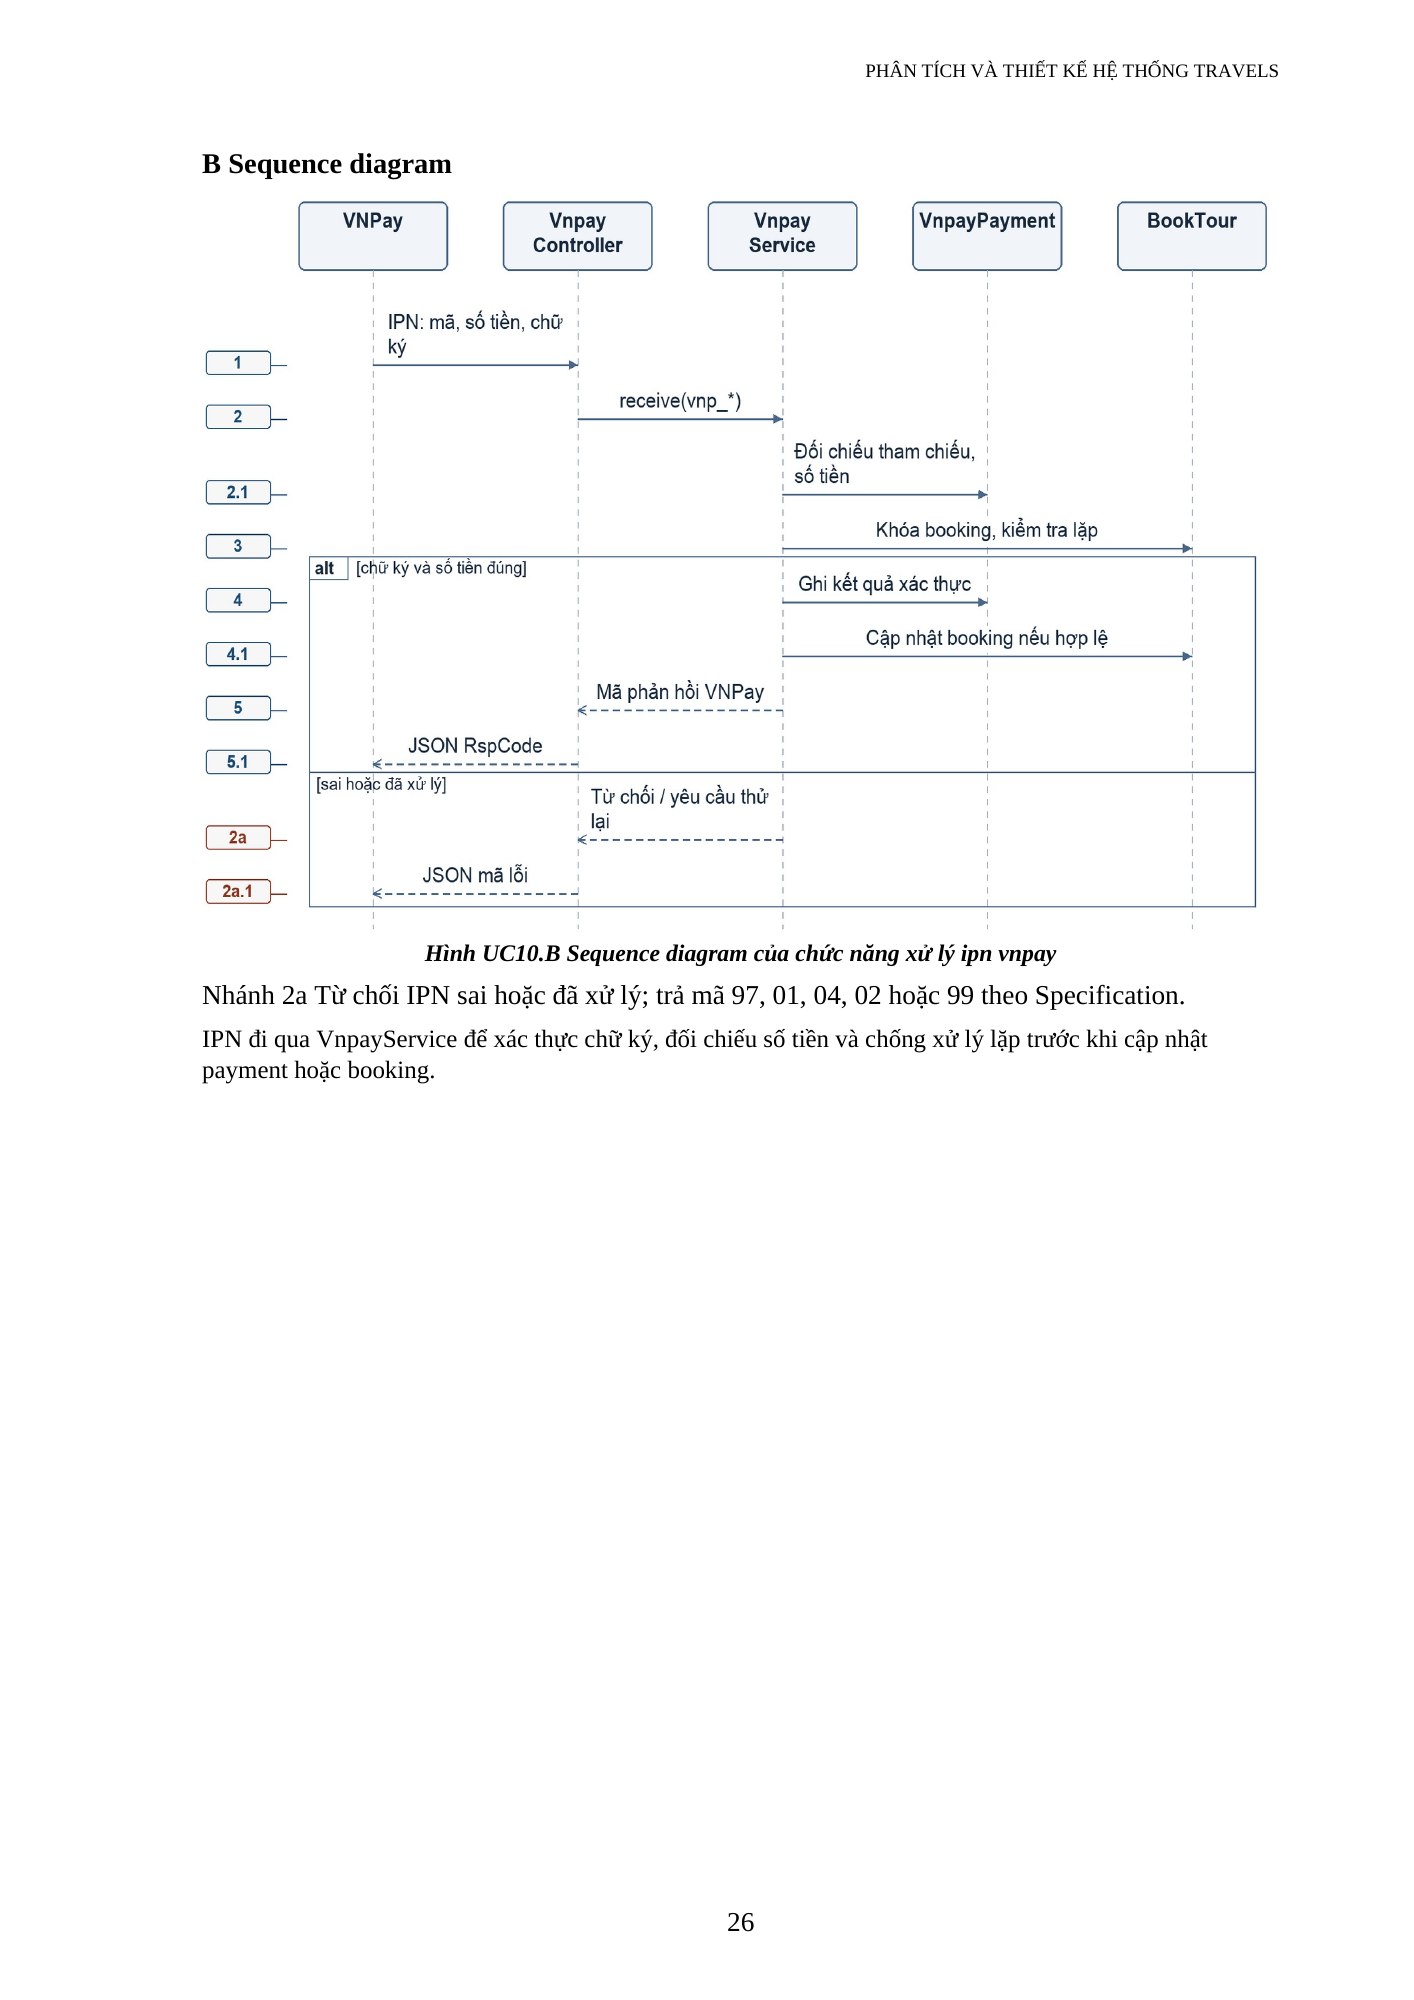 PHÂN TÍCH VÀ THIẾT KẾ HỆ THỐNG TRAVELS
B Sequence diagram
VNPay
Vnpay
Controller
Vnpay
Service
VnpayPayment
BookTour
IPN: mã, số tiền, chữ
ký
1
receive(vnp_*)
2
Đối chiếu tham chiếu,
số tiền
2.1
Khóa booking, kiểm tra lặp
3
alt [chữ ký và số tiền đúng]
Ghi kết quả xác thực
4
Cập nhật booking nếu hợp lệ
4.1
Mã phản hồi VNPay
5
JSON RspCode
5.1
[sai hoặc đã xử lý]
Từ chối / yêu cầu thử
lại
2a
JSON mã lỗi
2a.1
Hình UC10.B Sequence diagram của chức năng xử lý ipn vnpay
Nhánh 2a Từ chối IPN sai hoặc đã xử lý; trả mã 97, 01, 04, 02 hoặc 99 theo Specification.
IPN đi qua VnpayService để xác thực chữ ký, đối chiếu số tiền và chống xử lý lặp trước khi cập nhật
payment hoặc booking.
26